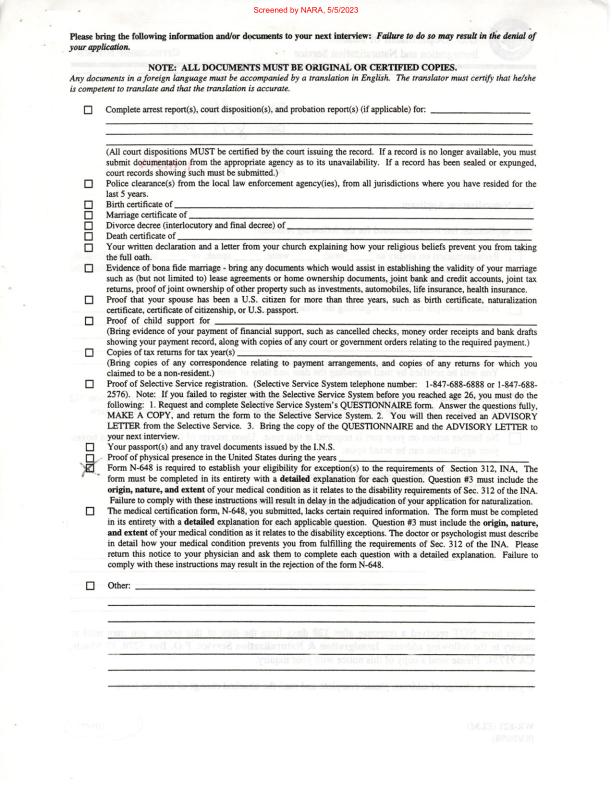 Screened by NARA, 5/5/2023
Please bring the following information and/or documents to your next interview: Failure to do so may result in the denial of
your application.
NOTE: ALL DOCUMENTS MUST BE ORIGINAL OR CERTIFIED COPIES.
Any documents in a foreign language must be accompanied by a translation in English. The translator must certify that he/she
is competent to translate and that the translation is accurate.
Complete arrest report(s), court disposition(s), and probation report(s) (if applicable) for:
(All court dispositions MUST be certified by the court issuing the record. If a record is no longer available, you must
submit documentation from the appropriate agency as to its unavailability. If a record has been sealed or expunged,
court records showing such must be submitted.)
Police clearance(s) from the local law enforcement agency(ies), from all jurisdictions where you have resided for the
last 5 years.
Birth certificate of
Marriage certificate of
Divorce decree (interlocutory and final decree) of
Death certificate of
Your written declaration and a letter from your church explaining how your religious beliefs prevent you from taking
the full oath.
Evidence of bona fide marriage - bring any documents which would assist in establishing the validity of your marriage
such as (but not limited to) lease agreements or home ownership documents, joint bank and credit accounts, joint tax
returns, proof of joint ownership of other property such as investments, automobiles, life insurance, health insurance.
Proof that your spouse has been a U.S. citizen for more than three years, such as birth certificate, naturalization
certificate, certificate of citizenship, or U.S. passport.
Proof of child support for
(Bring evidence of your payment of financial support, such as cancelled checks, money order receipts and bank drafts
showing your payment record, along with copies of any court or government orders relating to the required payment.)
Copies of tax returns for tax year(s)
(Bring copies of any correspondence relating to payment arrangements, and copies of any returns for which you
claimed to be a non-resident.)
Proof of Selective Service registration. (Selective Service System telephone number: 1-847-688-6888 or 1-847-688-
2576). Note: If you failed to register with the Selective Service System before you reached age 26, you must do the
following: 1. Request and complete Selective Service System's QUESTIONNAIRE form. Answer the questions fully,
MAKE A COPY, and return the form to the Selective Service System. 2. You will then received an ADVISORY
LETTER from the Selective Service. 3. Bring the copy of the QUESTIONNAIRE and the ADVISORY LETTER to
your next interview.
Your passport(s) and any travel documents issued by the I.N.S.
Proof of physical presence in the United States during the years
Form N-648 is required to establish your eligibility for exception(s) to the requirements of Section 312, INA, The
form must be completed in its entirety with a detailed explanation for each question. Question #3 must include the
origin, nature, and extent of your medical condition as it relates to the disability requirements of Sec. 312 of the INA.
Failure to comply with these instructions will result in delay in the adjudication of your application for naturalization.
The medical certification form, N-648, you submitted, lacks certain required information. The form must be completed
in its entirety with a detailed explanation for each applicable question. Question #3 must include the origin, nature,
and extent of your medical condition as it relates to the disability exceptions. The doctor or psychologist must describe
in detail how your medical condition prevents you from fulfilling the requirements of Sec. 312 of the INA. Please
return this notice to your physician and ask them to complete each question with a detailed explanation. Failure to
comply with these instructions may result in the rejection of the form N-648.
Other: